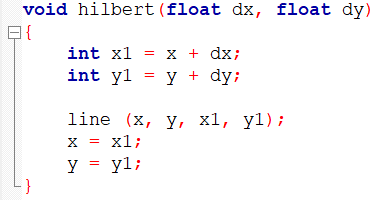 void hilbert(float dx, float dy)
{
int x1 = x + dx;
int y1 = y + dy;
line (x, y, x1, y1);
x = x1;
y = y1;
}